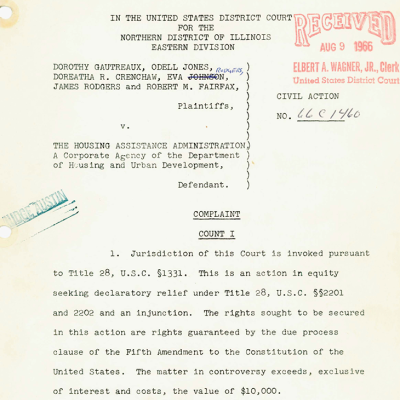 IN THE UNITED STATES DISTRICT COURT
FOR THE
NORTHERN DISTRICT OF ILLINOIS
EASTERN DIVISION
RECEIVED
AUG 9 1966
ELBERT A. WAGNER, JR., Clerk
United States District Court
DOROTHY GAUTREAUX, ODELL JONES,
DOREATHA R. CRENCHAW, EVA JOHNSON,
JAMES RODGERS and ROBERT M. FAIRFAX,
Plaintiffs,
v.
THE HOUSING ASSISTANCE ADMINISTRATION,
A Corporate Agency of the Department
of Housing and Urban Development,
Defendant.
CIVIL ACTION
NO. 66 C 1460
JUDGE AUSTIN
COMPLAINT
COUNT I
1. Jurisdiction of this Court is invoked pursuant
to Title 28, U.S.C. §1331. This is an action in equity
seeking declaratory relief under Title 28, U.S.C. §§2201
and 2202 and an injunction. The rights sought to be secured
in this action are rights guaranteed by the due process
clause of the Fifth Amendment to the Constitution of the
United States. The matter in controversy exceeds, exclusive
of interest and costs, the value of $10,000.